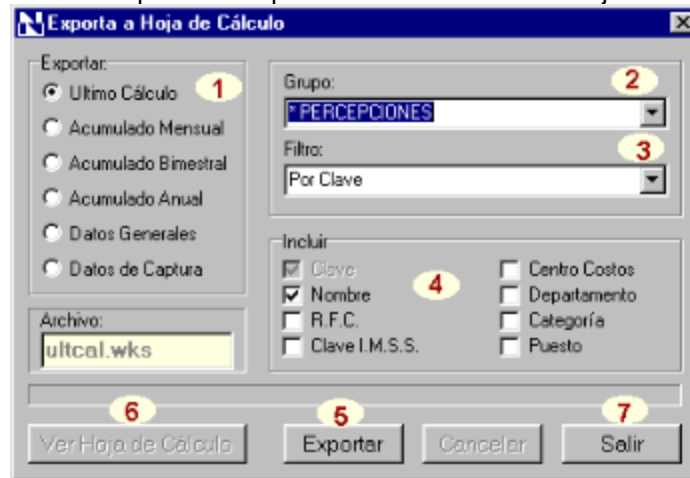 Exporta a Hoja de Cálculo
Exportar:
Ultimo Cálculo 1
Acumulado Mensual
Acumulado Bimestral
Acumulado Anual
Datos Generales
Datos de Captura
Grupo: 2
* PERCEPCIONES
Filtro: 3
Por Clave
Incluir
Clave
Nombre
R.F.C.
Clave I.M.S.S.
4
Centro Costos
Departamento
Categoría
Puesto
Archivo:
ultcal.wks
6
Ver Hoja de Cálculo
5
Exportar
Cancelar
7
Salir